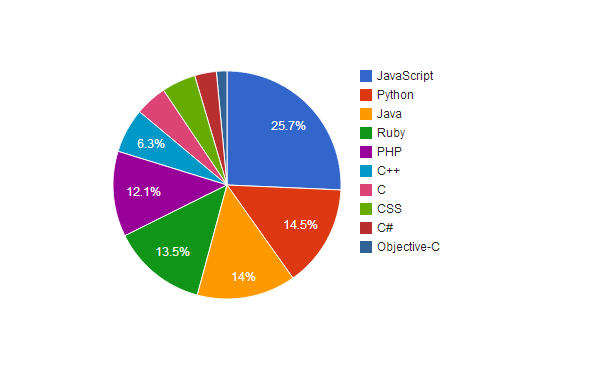 25.7%
14.5%
14%
13.5%
12.1%
6.3%
JavaScript
Python
Java
Ruby
PHP
C++
C
CSS
C#
Objective-C